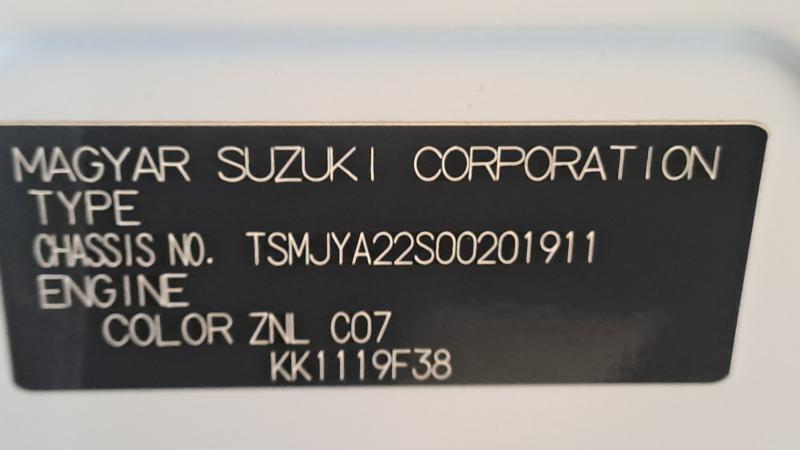 MAGYAR SUZUKI CORPORATION
TYPE
CHASSIS NO. TSMJYA22S00201911
ENGINE
COLOR ZNL C07
KK1119F38